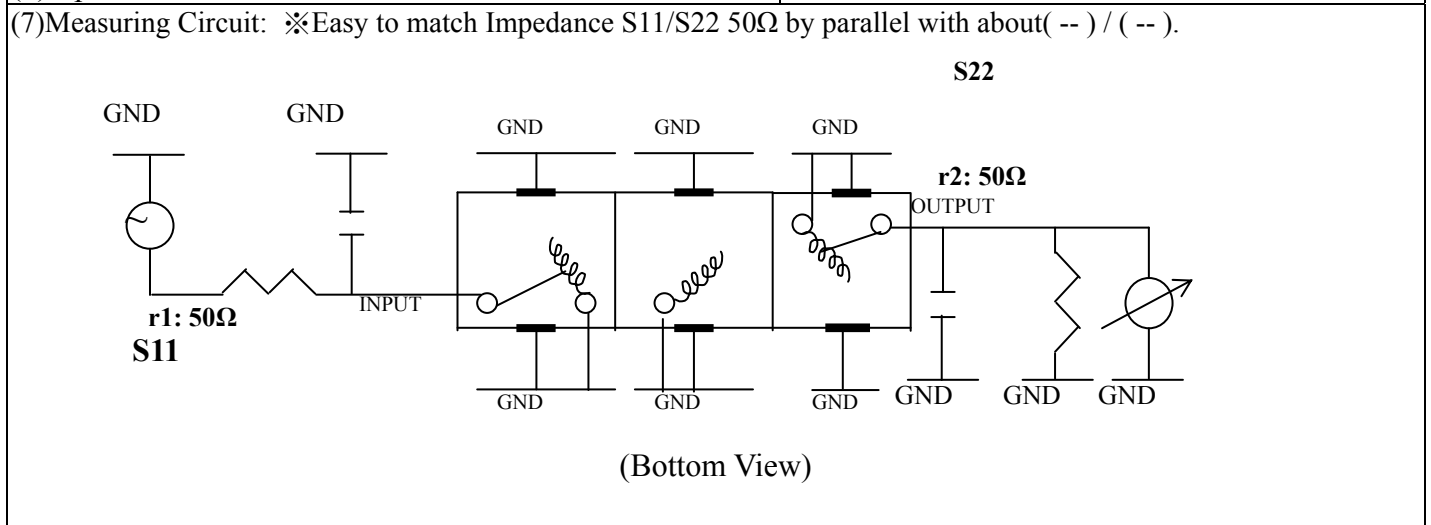 (7)Measuring Circuit: ※Easy to match Impedance S11/S22 50Ω by parallel with about( -- ) / ( -- ).
S22
GND GND GND GND GND
r2: 50Ω
OUTPUT
INPUT
r1: 50Ω
S11
GND GND GND GND GND GND
(Bottom View)